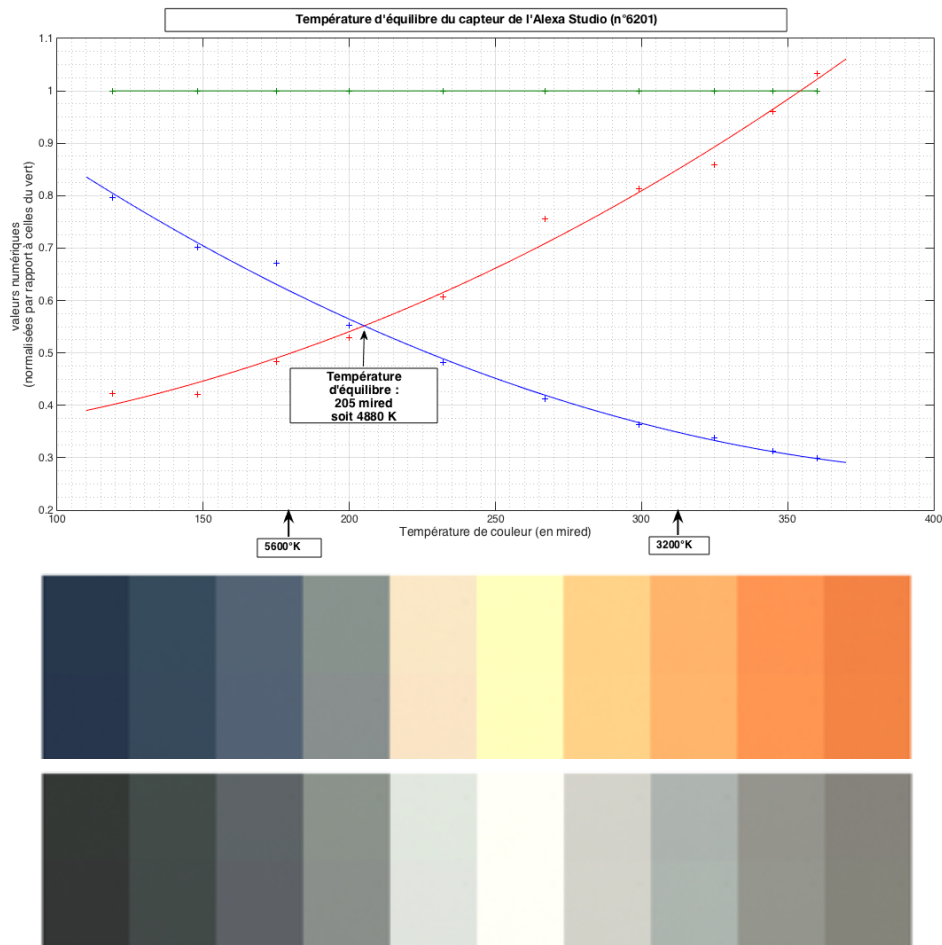 Température d'équilibre du capteur de l'Alexa Studio (n°6201)
1.1
1
0.9
0.8
0.7
0.6
0.5
0.4
0.3
0.2
valeurs numériques
(normalisées par rapport à celles du vert)
Température
d'équilibre :
205 mired
soit 4880 K
100
150
200
250
300
350
400
Température de couleur (en mired)
5600°K
3200°K